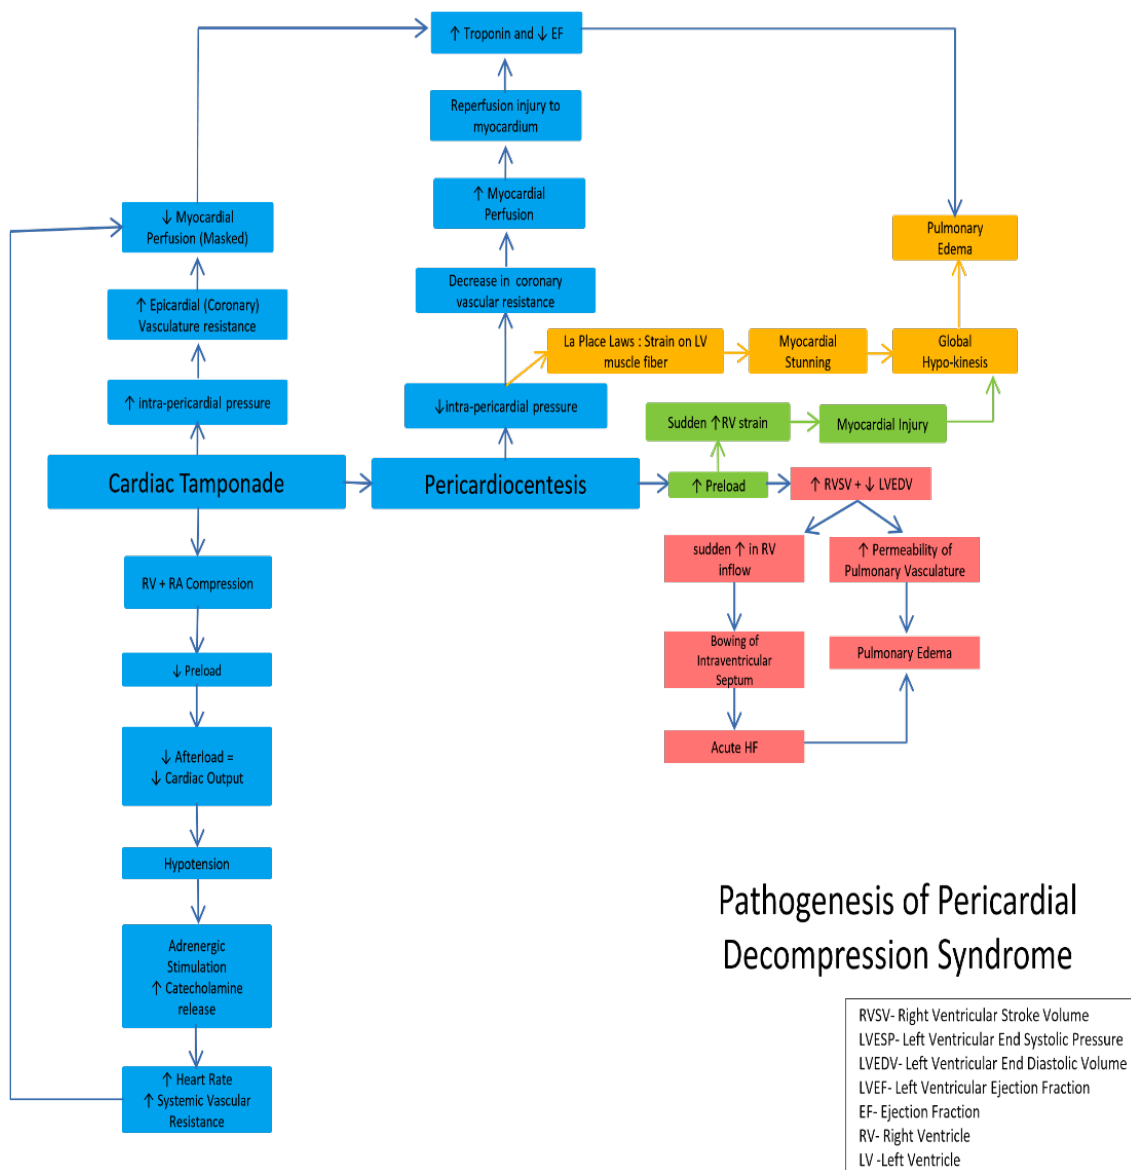 ↑ Troponin and ↓ EF
Reperfusion injury to
myocardium
↑ Myocardial
Perfusion
↓ Myocardial
Perfusion (Masked)
Pulmonary
Edema
Decrease in coronary
vascular resistance
↑ Epicardial (Coronary)
Vasculature resistance
La Place Laws : Strain on LV
muscle fiber
Myocardial
Stunning
Global
Hypo-kinesis
↑ intra-pericardial pressure
↓intra-pericardial pressure
Sudden ↑RV strain
Myocardial Injury
Cardiac Tamponade
Pericardiocentesis
↑ Preload
↑ RVSV + ↓ LVEDV
RV + RA Compression
sudden ↑ in RV
inflow
↑ Permeability of
Pulmonary Vasculature
↓ Preload
Bowing of
Intraventricular
Septum
Pulmonary Edema
↓ Afterload =
↓ Cardiac Output
Acute HF
Hypotension
Adrenergic
Stimulation
↑ Catecholamine
release
↑ Heart Rate
↑ Systemic Vascular
Resistance
Pathogenesis of Pericardial
Decompression Syndrome
RVSV- Right Ventricular Stroke Volume
LVESP- Left Ventricular End Systolic Pressure
LVEDV- Left Ventricular End Diastolic Volume
LVEF- Left Ventricular Ejection Fraction
EF- Ejection Fraction
RV- Right Ventricle
LV -Left Ventricle